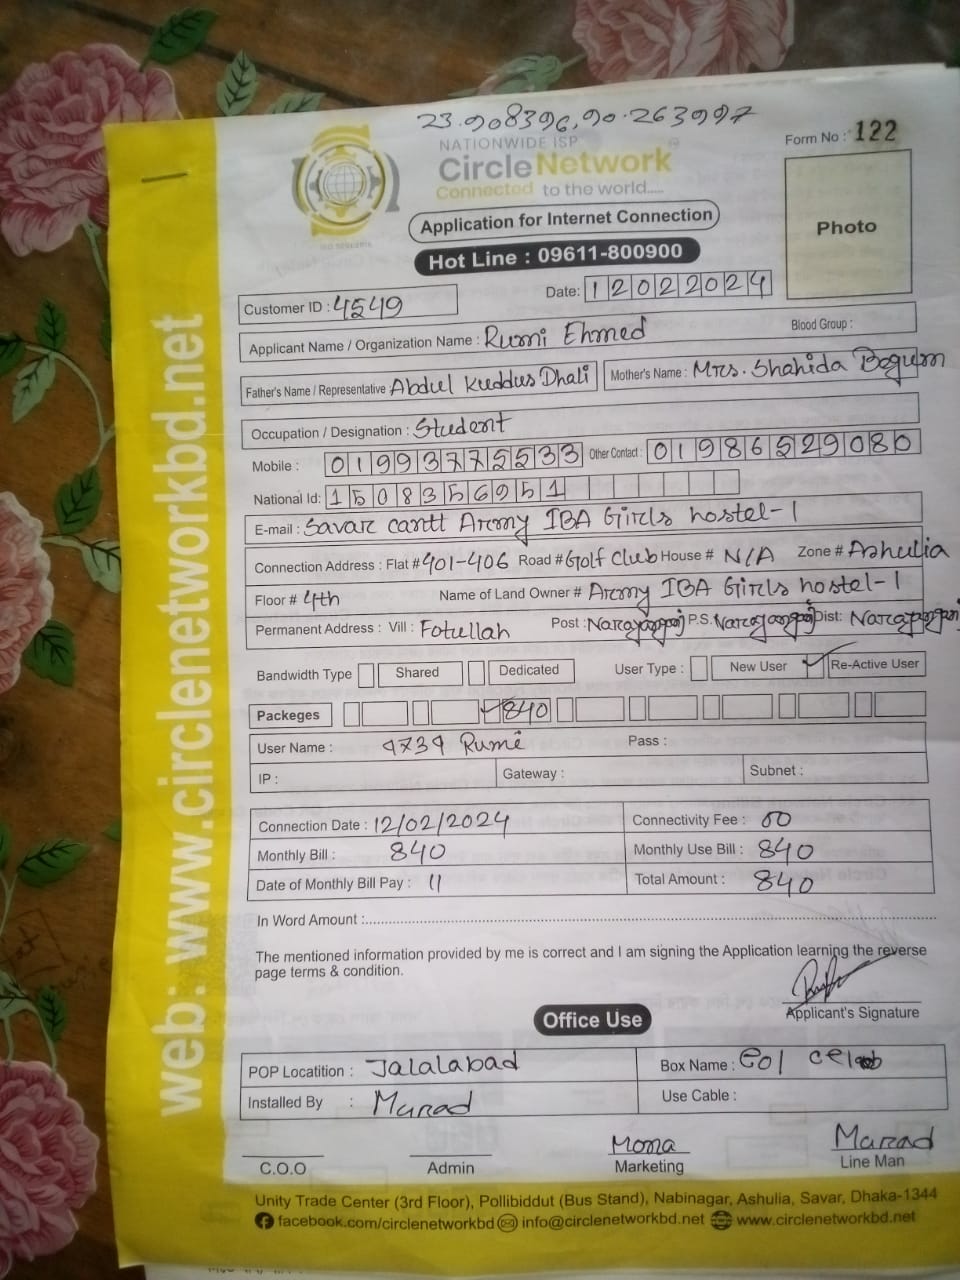 23.908396,90.263997
NATIONWIDE ISP
Form No : 122
Circle Network
Connected to the world.....
Application for Internet Connection
Photo
Hot Line : 09611-800900
Customer ID : 4549
Date: 12022024
Applicant Name / Organization Name : Rumi Ehmed
Blood Group :
Father's Name / Representative : Abdul Kuddus Dhali
Mother's Name : Mrs. Shahida Begum
Occupation / Designation : Student
Mobile : 01993775533
Other Contact : 01986529080
National Id: 1508356951
E-mail : Savar cantt Army IBA Girls hostel-1
Connection Address : Flat # 401-406 Road # Golf Club House # N/A Zone # Ashulia
Floor # 4th Name of Land Owner # Army IBA Girls hostel-1
Permanent Address : Vill : Fotullah Post : Narayanganj P.S. Narayanganj Dist: Narayanganj
Bandwidth Type Shared Dedicated User Type : New User Re-Active User
Packeges 840
User Name : Rumi Pass :
IP : Gateway : Subnet :
Connection Date : 12/02/2024 Connectivity Fee : 00
Monthly Bill : 840 Monthly Use Bill : 840
Date of Monthly Bill Pay : 11 Total Amount : 840
In Word Amount :
The mentioned information provided by me is correct and I am signing the Application learning the reverse
page terms & condition.
Applicant's Signature
Office Use
POP Locatition : Jalalabad Box Name :
Installed By : Murad Use Cable :
Mona Murad
C.O.O Admin Marketing Line Man
Unity Trade Center (3rd Floor), Pollibiddut (Bus Stand), Nabinagar, Ashulia, Savar, Dhaka-1344
facebook.com/circlenetworkbd info@circlenetworkbd.net www.circlenetworkbd.net
web: www.circlenetworkbd.net